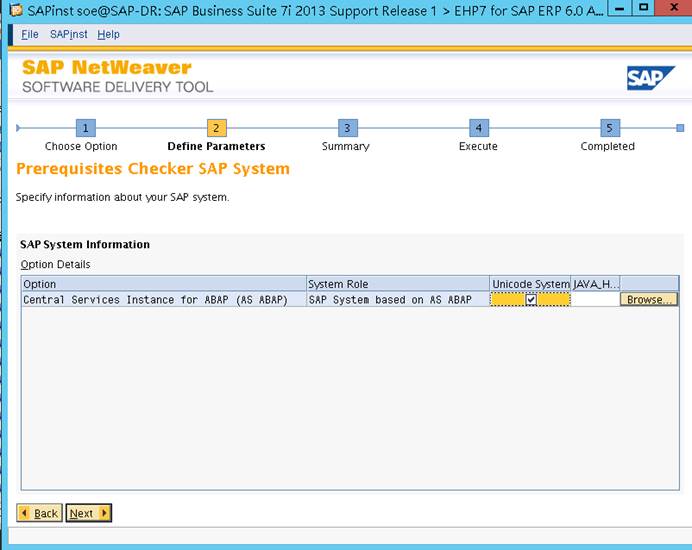 SAPinst soe@SAP-DR: SAP Business Suite 7i 2013 Support Release 1 > EHP7 for SAP ERP 6.0 A...
File SAPinst Help
SAP NetWeaver
SOFTWARE DELIVERY TOOL
SAP
1 2 3 4 5
Choose Option Define Parameters Summary Execute Completed
Prerequisites Checker SAP System
Specify information about your SAP system.
SAP System Information
Option Details
Option System Role Unicode System JAVA_H...
Central Services Instance for ABAP (AS ABAP) SAP System based on AS ABAP Browse...
Back Next